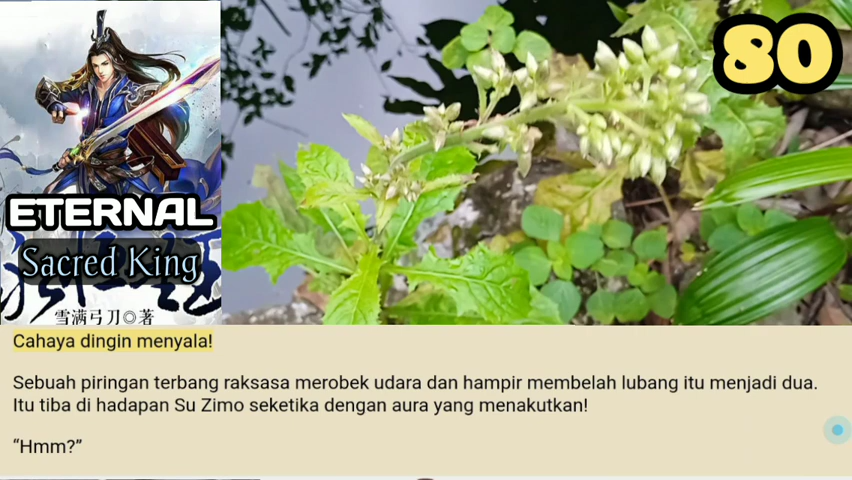 80
ETERNAL
Sacred King
雪满弓刀◎著
Cahaya dingin menyala!
Sebuah piringan terbang raksasa merobek udara dan hampir membelah lubang itu menjadi dua.
Itu tiba di hadapan Su Zimo seketika dengan aura yang menakutkan!
“Hmm?”